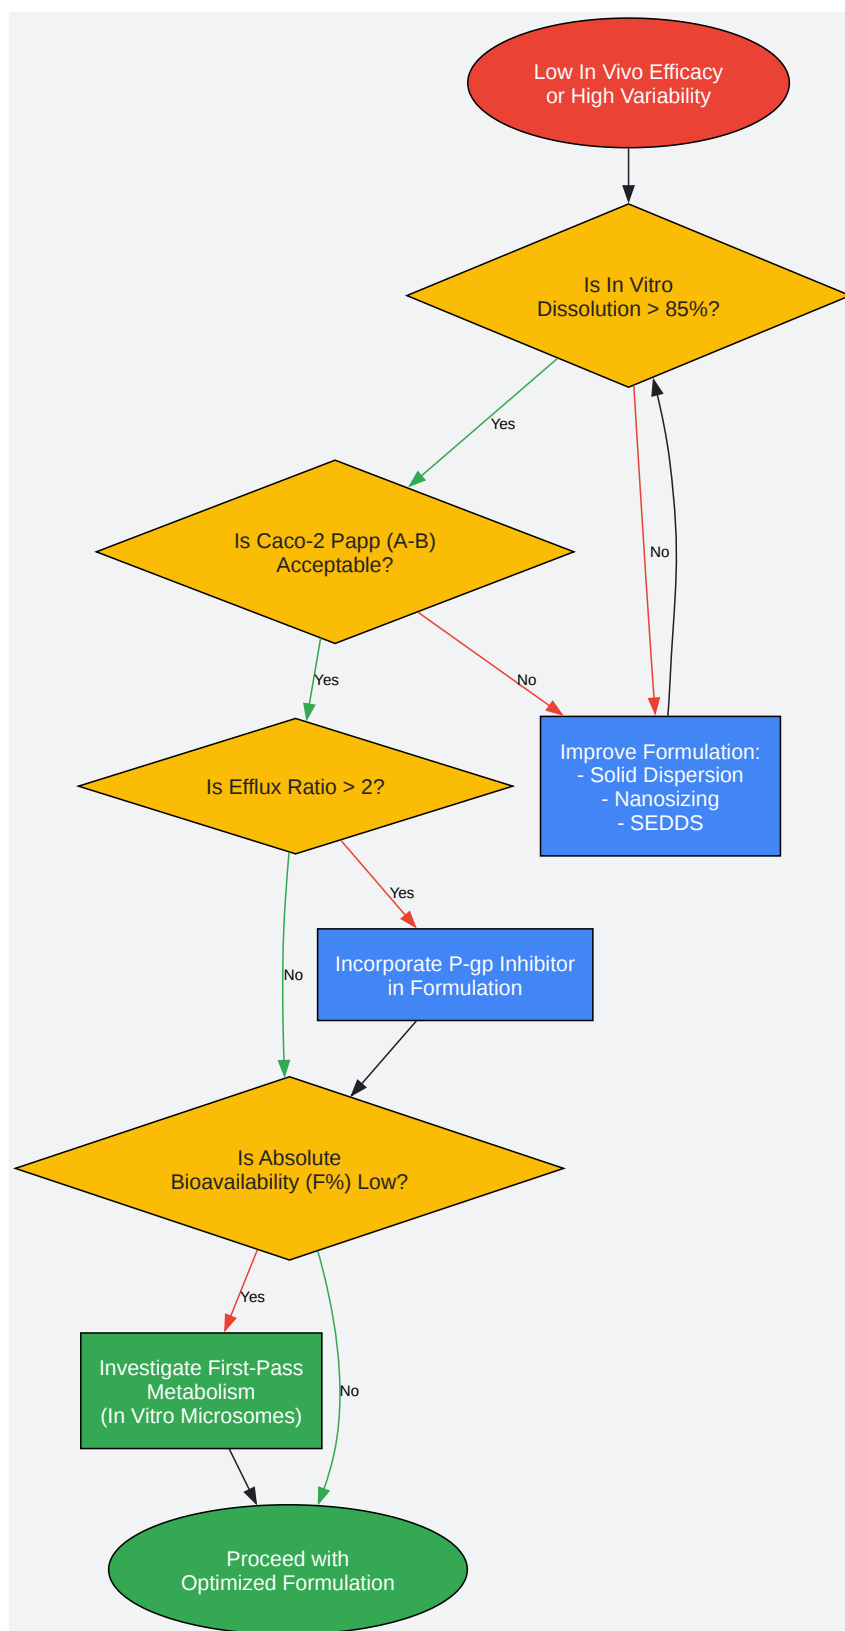 Low In Vivo Efficacy
or High Variability
Is In Vitro
Dissolution > 85%?
Yes
No
Is Caco-2 Papp (A-B)
Acceptable?
Yes
No
Improve Formulation:
- Solid Dispersion
- Nanosizing
- SEDDS
Is Efflux Ratio > 2?
Yes
No
Incorporate P-gp Inhibitor
in Formulation
Is Absolute
Bioavailability (F%) Low?
Yes
No
Investigate First-Pass
Metabolism
(In Vitro Microsomes)
Proceed with
Optimized Formulation